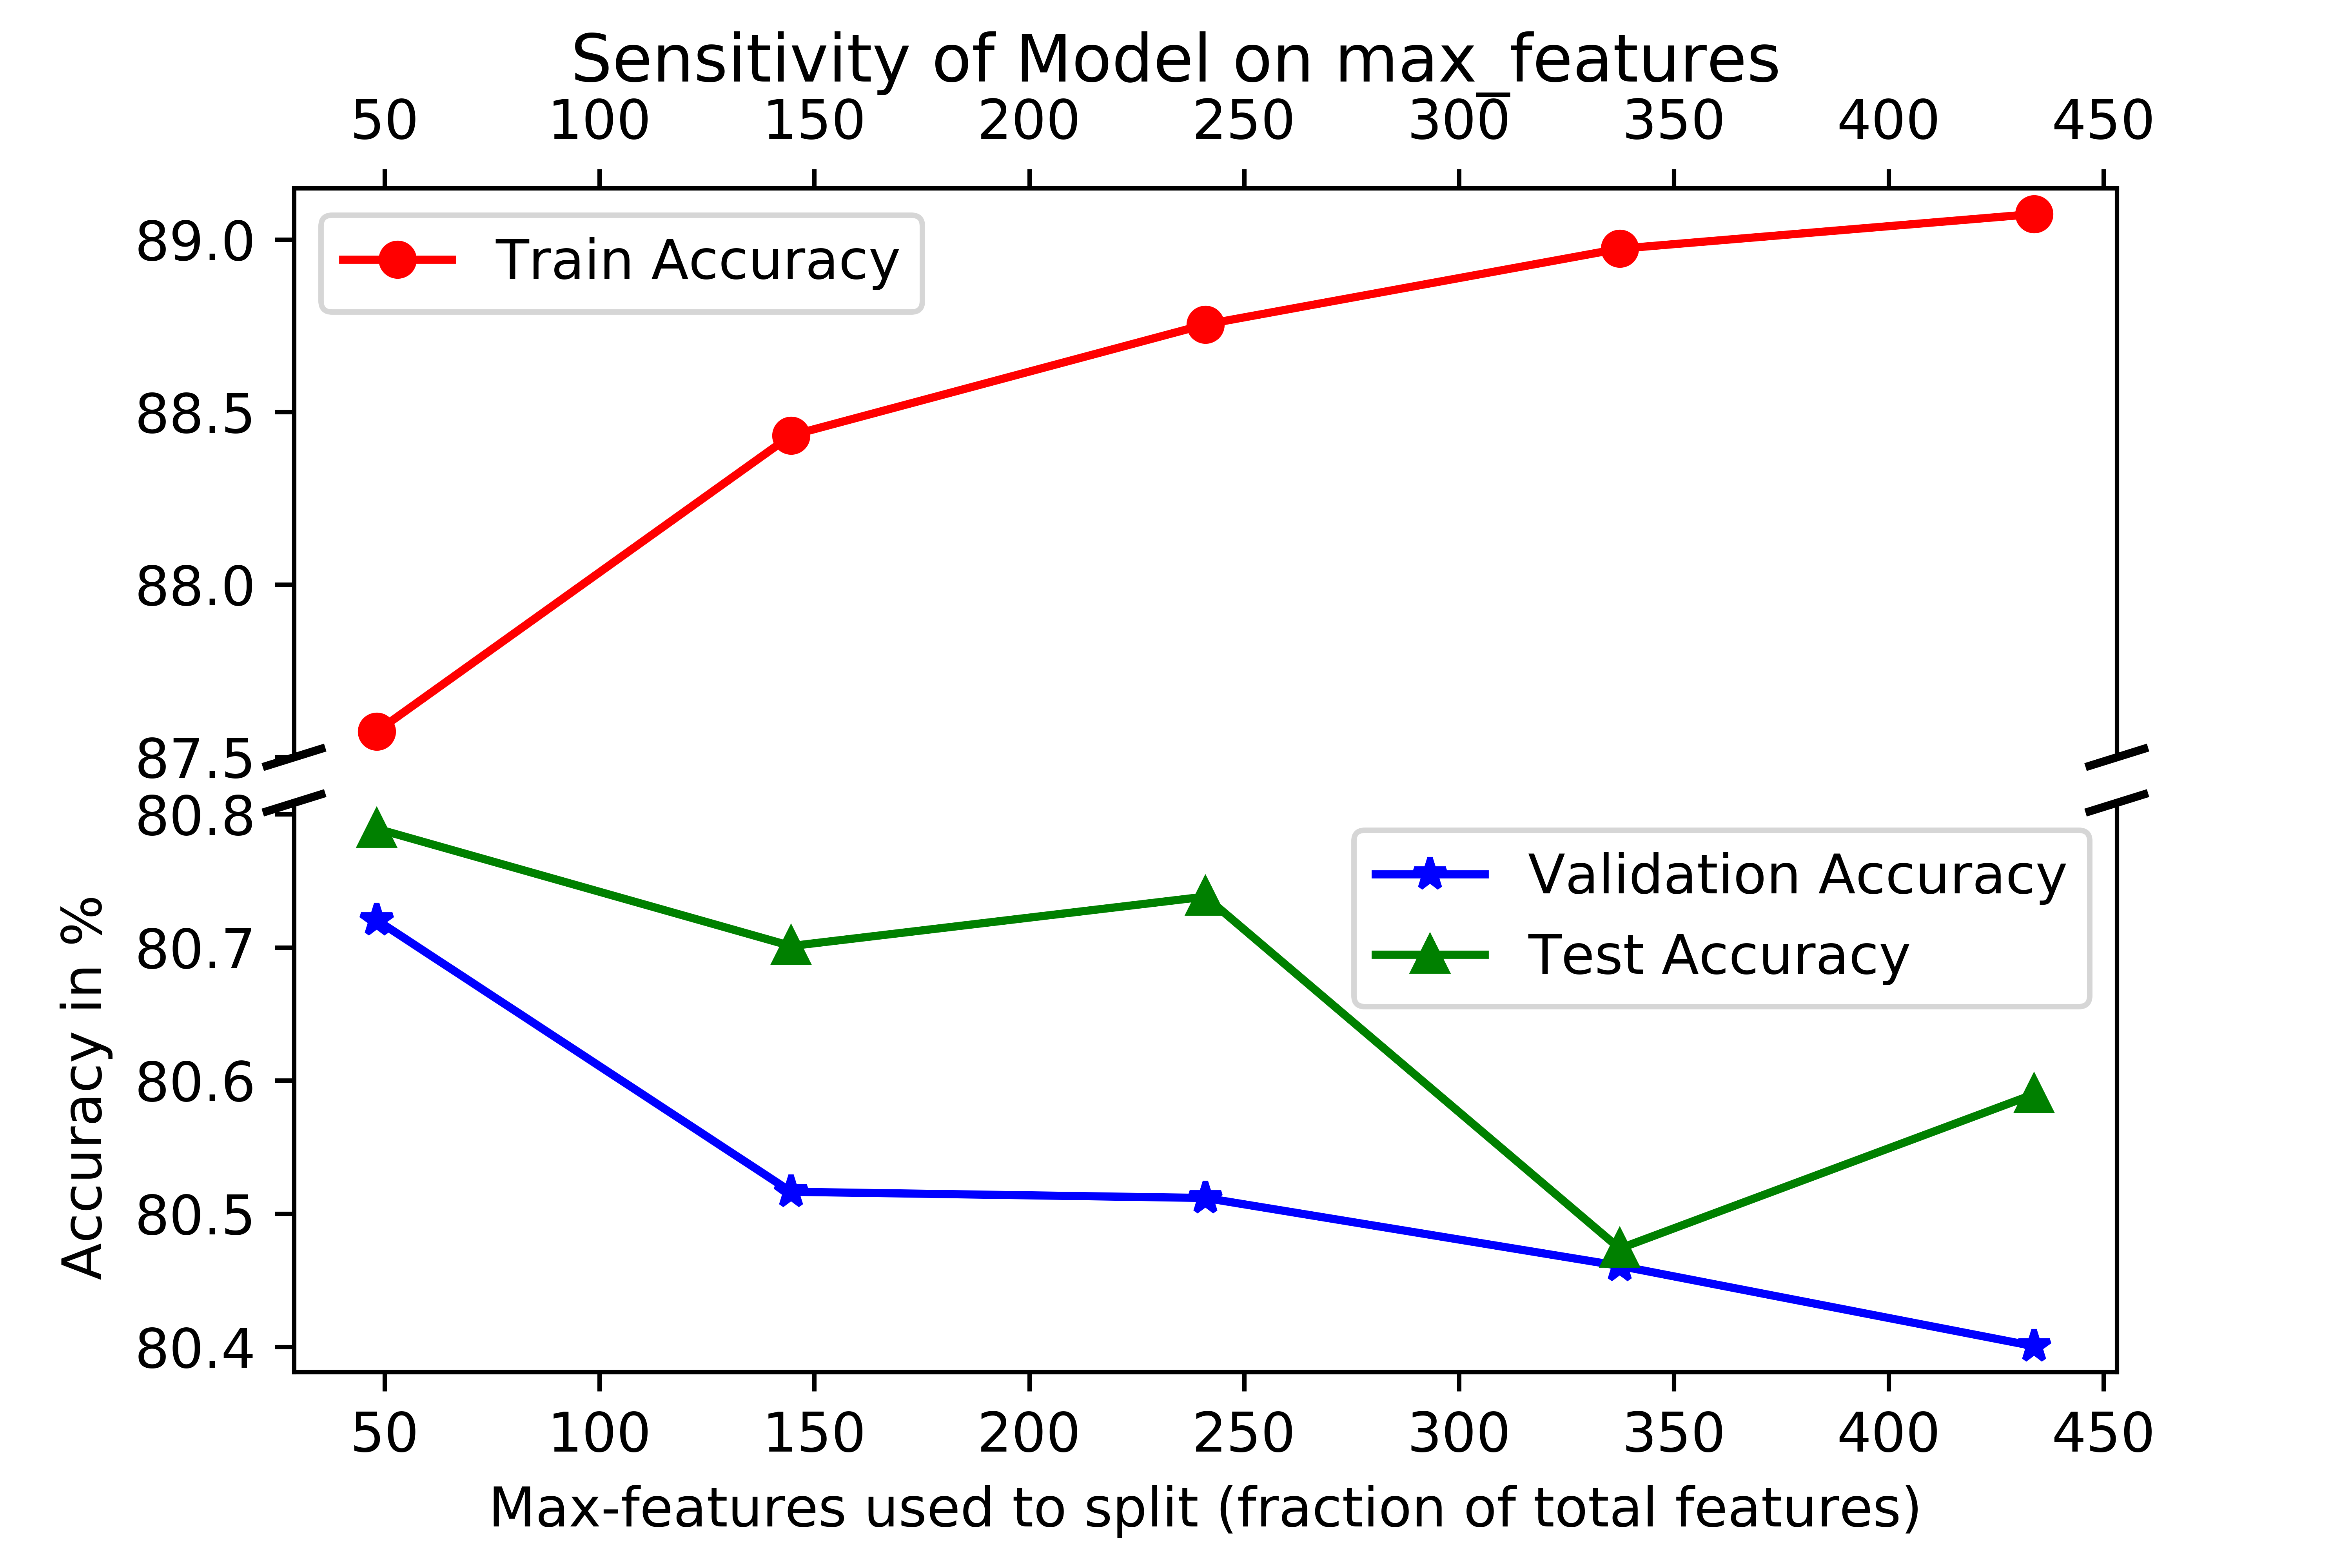 Sensitivity of Model on max_features
50 100 150 200 250 300 350 400 450
89.0
Train Accuracy
88.5
88.0
87.5
80.8
Validation Accuracy
80.7
Test Accuracy
80.6
80.5
80.4
Accuracy in %
50 100 150 200 250 300 350 400 450
Max-features used to split (fraction of total features)